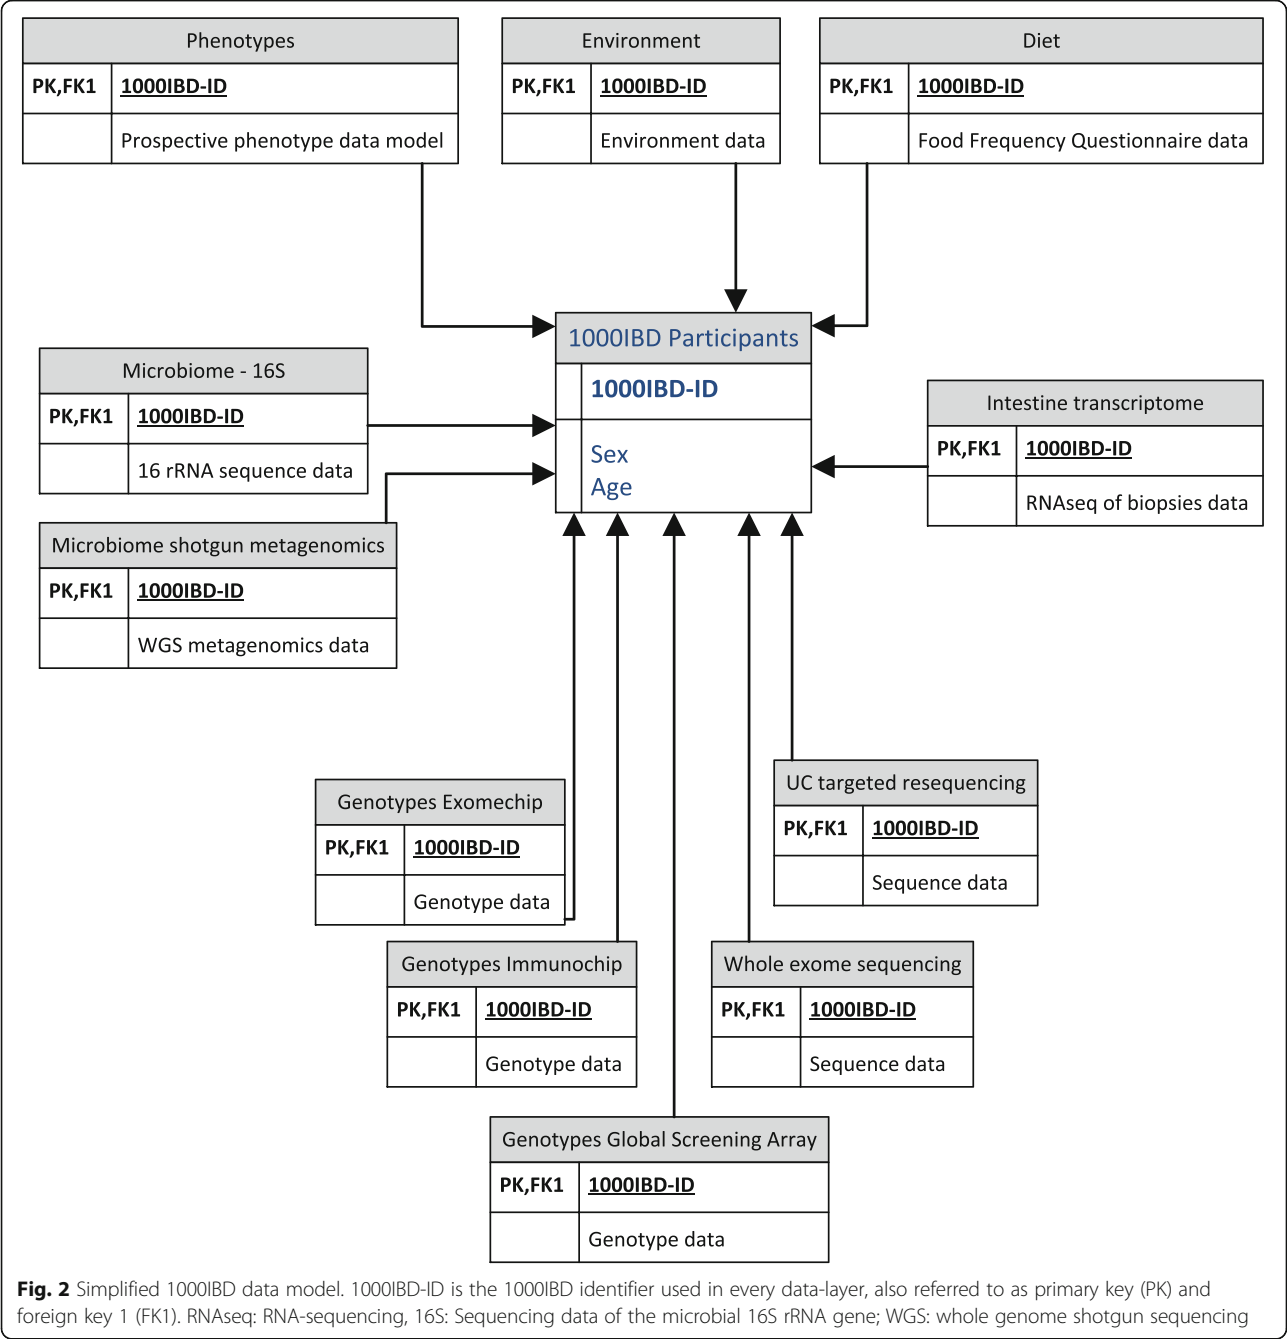 Phenotypes
PK,FK1 1000IBD-ID
Prospective phenotype data model
Environment
PK,FK1 1000IBD-ID
Environment data
Diet
PK,FK1 1000IBD-ID
Food Frequency Questionnaire data
1000IBD Participants
1000IBD-ID
Sex
Age
Microbiome - 16S
PK,FK1 1000IBD-ID
16 rRNA sequence data
Intestine transcriptome
PK,FK1 1000IBD-ID
RNAseq of biopsies data
Microbiome shotgun metagenomics
PK,FK1 1000IBD-ID
WGS metagenomics data
Genotypes Exomechip
PK,FK1 1000IBD-ID
Genotype data
UC targeted resequencing
PK,FK1 1000IBD-ID
Sequence data
Genotypes Immunochip
PK,FK1 1000IBD-ID
Genotype data
Whole exome sequencing
PK,FK1 1000IBD-ID
Sequence data
Genotypes Global Screening Array
PK,FK1 1000IBD-ID
Genotype data
Fig. 2 Simplified 1000IBD data model. 1000IBD-ID is the 1000IBD identifier used in every data-layer, also referred to as primary key (PK) and
foreign key 1 (FK1). RNAseq: RNA-sequencing, 16S: Sequencing data of the microbial 16S rRNA gene; WGS: whole genome shotgun sequencing